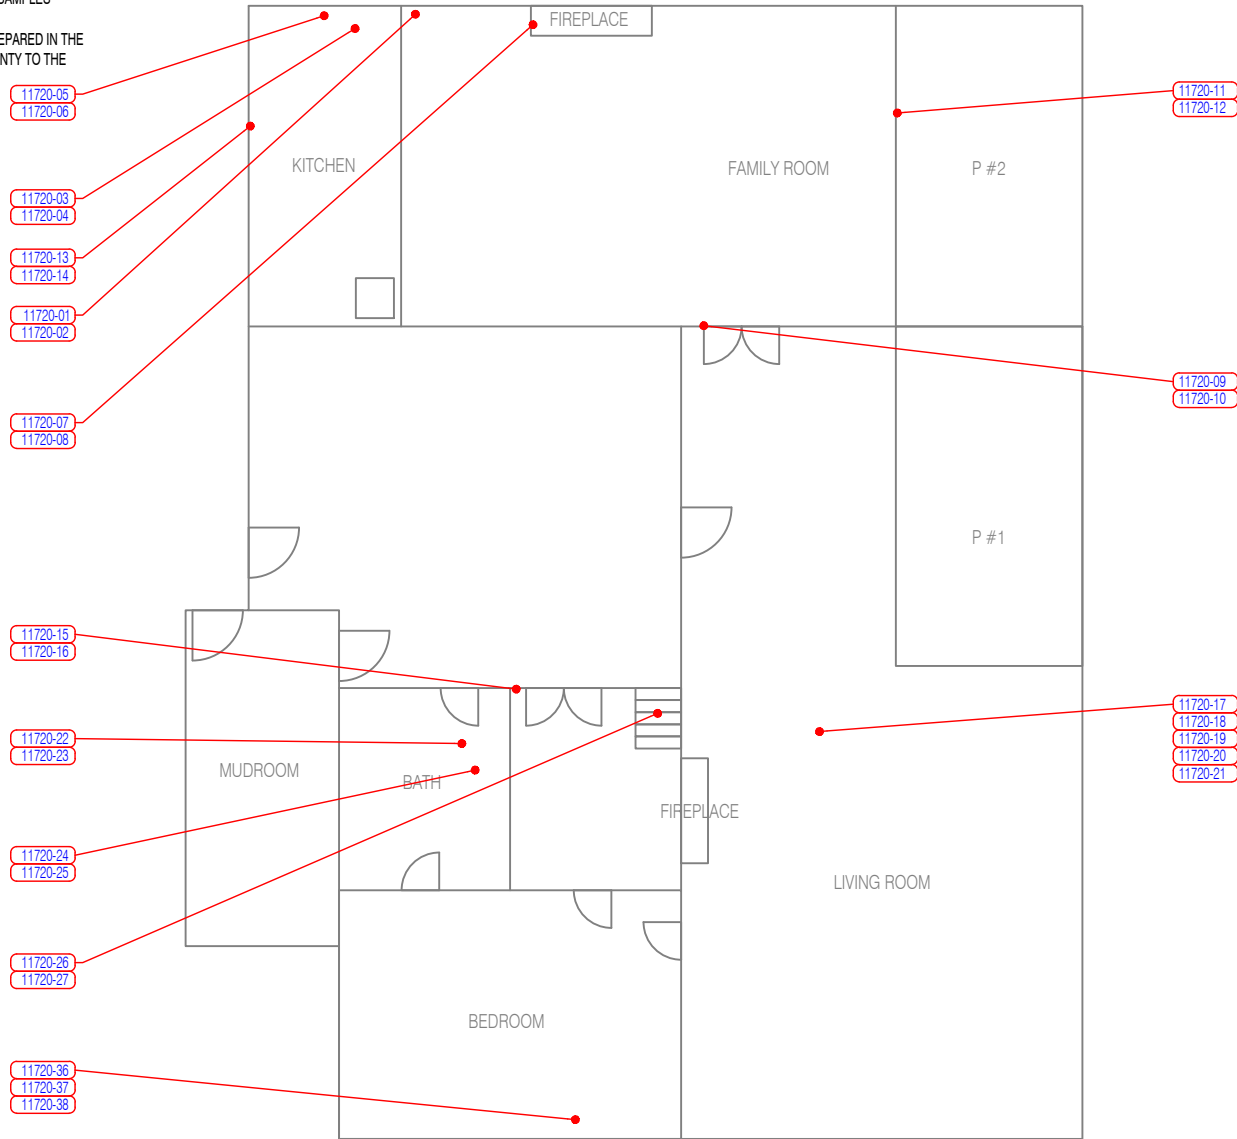 SAMPLES
EPARED IN THE
NTY TO THE
FIREPLACE
11720-05
11720-06
11720-11
11720-12
KITCHEN
FAMILY ROOM
P #2
11720-03
11720-04
11720-13
11720-14
11720-01
11720-02
11720-09
11720-10
11720-07
11720-08
P #1
11720-15
11720-16
11720-17
11720-18
11720-19
11720-20
11720-21
11720-22
11720-23
MUDROOM
BATH
FIREPLACE
11720-24
11720-25
LIVING ROOM
11720-26
11720-27
BEDROOM
11720-36
11720-37
11720-38